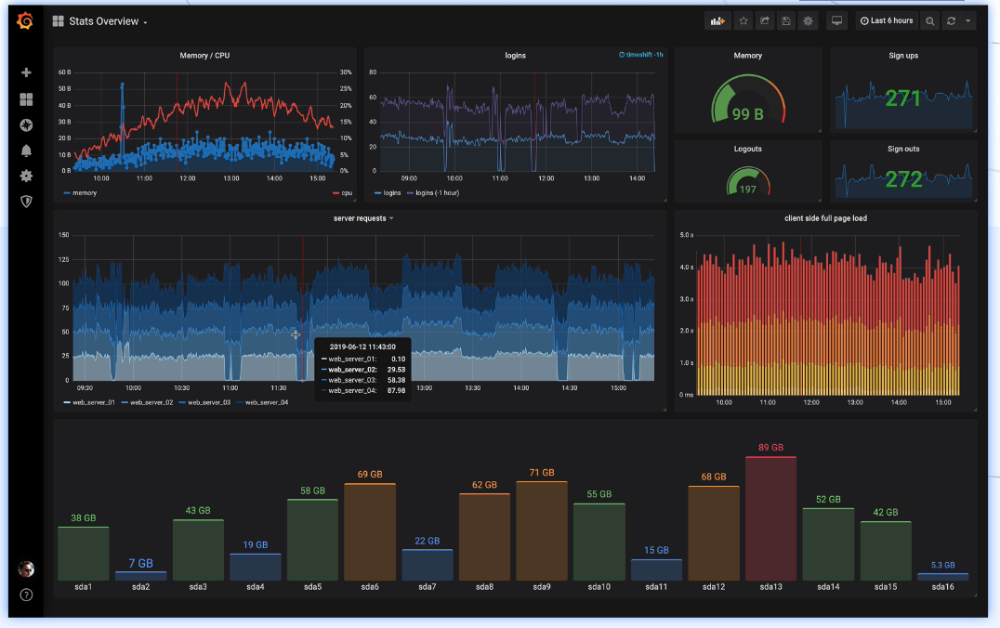 Stats Overview
Last 6 hours
Memory / CPU
60 B
50 B
40 B
30 B
20 B
10 B
0 B
30%
25%
20%
15%
10%
5%
0%
10:00 11:00 12:00 13:00 14:00 15:00
memory
cpu
logins
timeshift -1h
80
60
40
20
0
09:00 10:00 11:00 12:00 13:00 14:00
logins logins (-1 hour)
Memory
99 B
Sign ups
271
Logouts
197
Sign outs
272
server requests
150
125
100
75
50
25
0
09:30 10:00 10:30 11:00 11:30 13:00 13:30 14:00 14:30 15:00
2019-06-12 11:43:00
web_server_01: 0.10
web_server_02: 29.53
web_server_03: 58.38
web_server_04: 87.98
web_server_01 web_server_02 web_server_03 web_server_04
client side full page load
5.0 s
4.0 s
3.0 s
2.0 s
1.0 s
0 ms
10:00 11:00 12:00 13:00 14:00 15:00
38 GB 7 GB 43 GB 19 GB 58 GB 69 GB 22 GB 62 GB 71 GB 55 GB 15 GB 68 GB 89 GB 52 GB 42 GB 5.3 GB
sda1 sda2 sda3 sda4 sda5 sda6 sda7 sda8 sda9 sda10 sda11 sda12 sda13 sda14 sda15 sda16